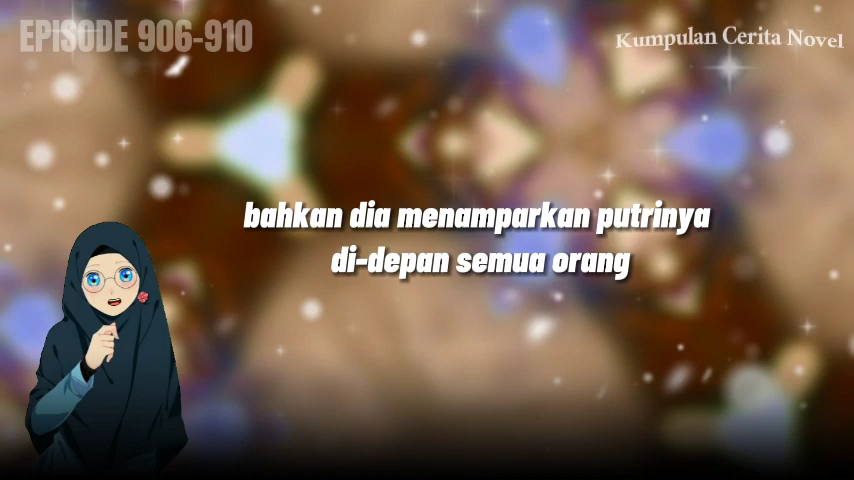 EPISODE 906-910
Kumpulan Cerita Novel
bahkan dia menamparkan putrinya
di-depan semua orang